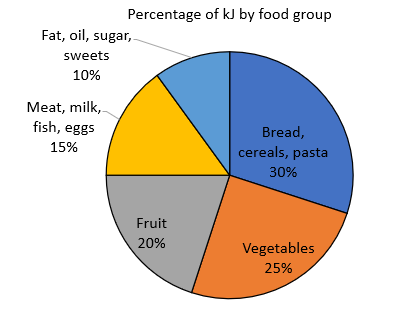 Percentage of kJ by food group
Fat, oil, sugar,
sweets
10%
Meat, milk,
fish, eggs
15%
Bread,
cereals, pasta
30%
Fruit
20%
Vegetables
25%